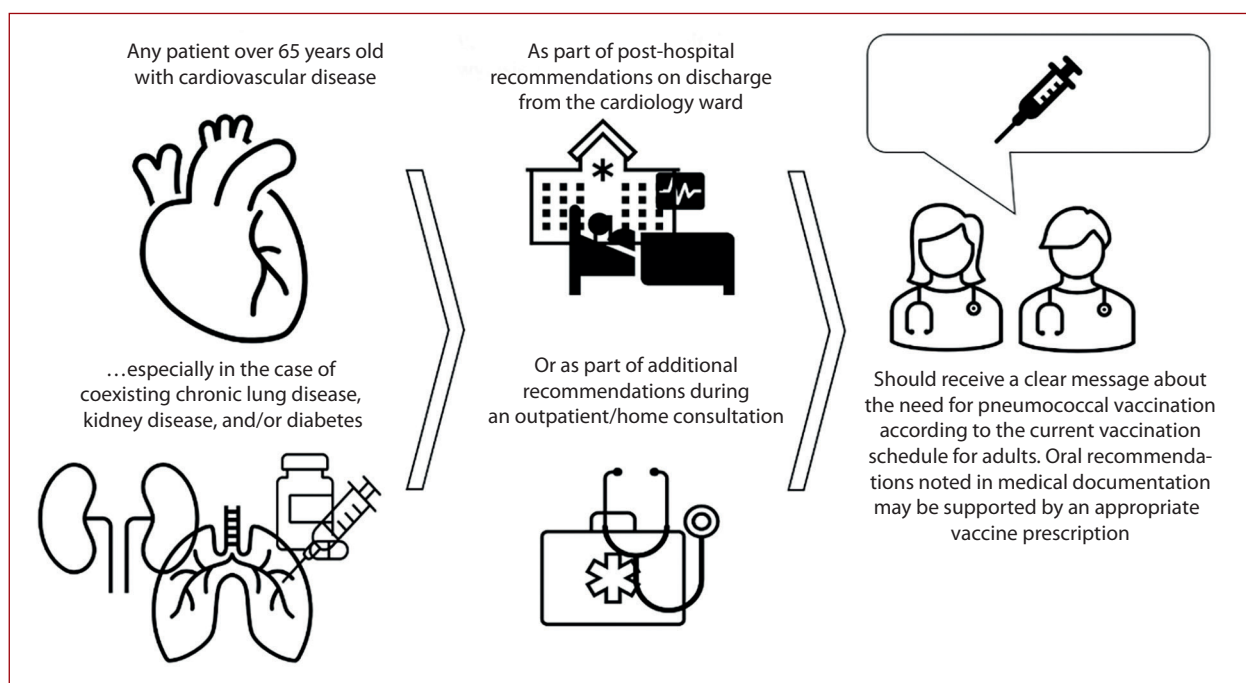 Any patient over 65 years old
with cardiovascular disease
…especially in the case of
coexisting chronic lung disease,
kidney disease, and/or diabetes
As part of post-hospital
recommendations on discharge
from the cardiology ward
Or as part of additional
recommendations during
an outpatient/home consultation
Should receive a clear message about
the need for pneumococcal vaccination
according to the current vaccination
schedule for adults. Oral recommenda-
tions noted in medical documentation
may be supported by an appropriate
vaccine prescription